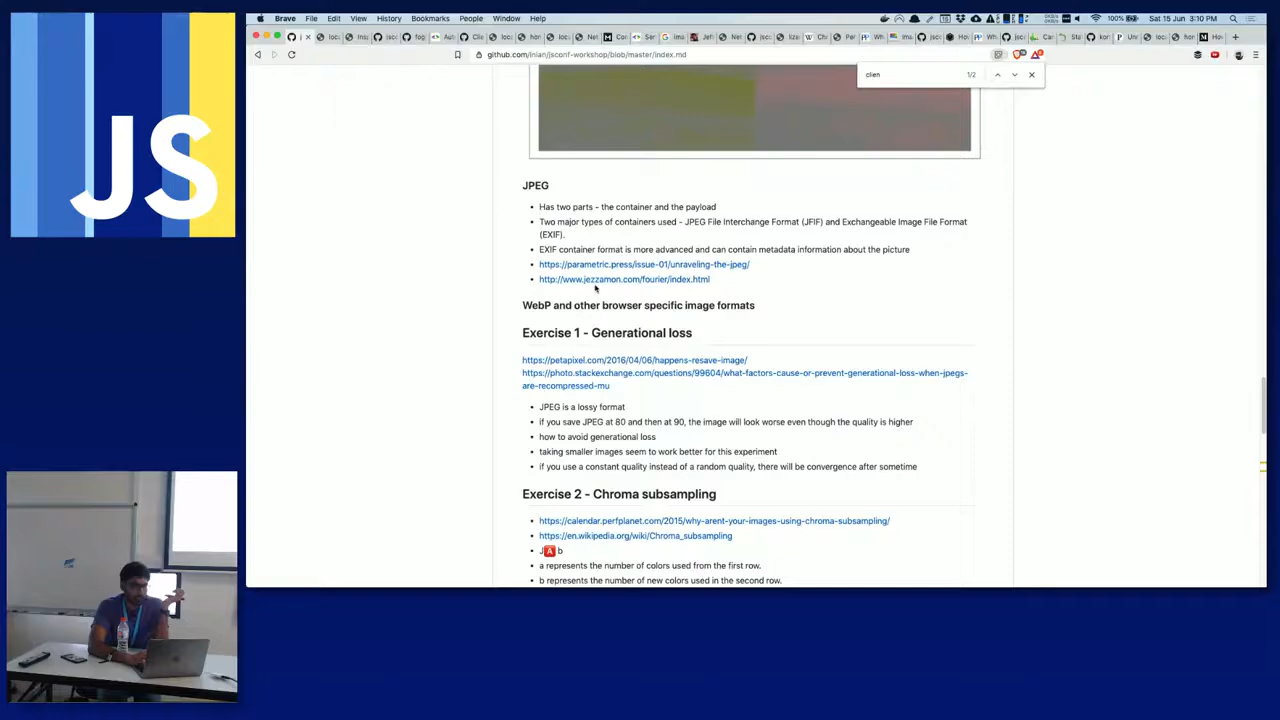 JS
Brave File Edit View History Bookmarks People Window Help
100% Sat 15 Jun 3:10 PM
github.com/inian/jsconf-workshop/blob/master/index.md
clien 1/2
JPEG
Has two parts - the container and the payload
Two major types of containers used - JPEG File Interchange Format (JFIF) and Exchangeable Image File Format
(EXIF).
EXIF container format is more advanced and can contain metadata information about the picture
https://parametric.press/issue-01/unraveling-the-jpeg/
http://www.jezzamon.com/fourier/index.html
WebP and other browser specific image formats
Exercise 1 - Generational loss
https://petapixel.com/2016/04/06/happens-resave-image/
https://photo.stackexchange.com/questions/99604/what-factors-cause-or-prevent-generational-loss-when-jpegs-
are-recompressed-mu
JPEG is a lossy format
if you save JPEG at 80 and then at 90, the image will look worse even though the quality is higher
how to avoid generational loss
taking smaller images seem to work better for this experiment
if you use a constant quality instead of a random quality, there will be convergence after sometime
Exercise 2 - Chroma subsampling
https://calendar.perfplanet.com/2015/why-arent-your-images-using-chroma-subsampling/
https://en.wikipedia.org/wiki/Chroma_subsampling
J🅰b
a represents the number of colors used from the first row.
b represents the number of new colors used in the second row.